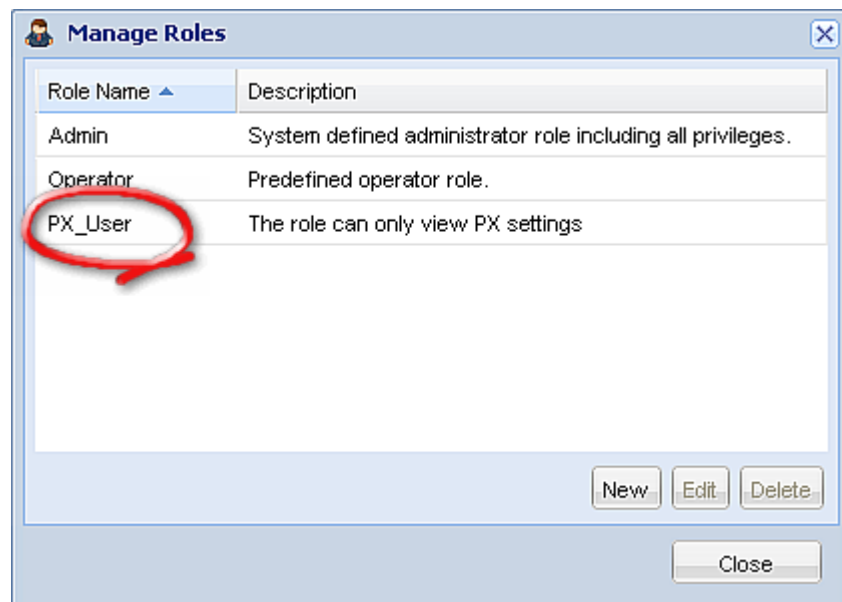 Manage Roles
Role Name Description
Admin System defined administrator role including all privileges.
Operator Predefined operator role.
PX_User The role can only view PX settings
New Edit Delete
Close